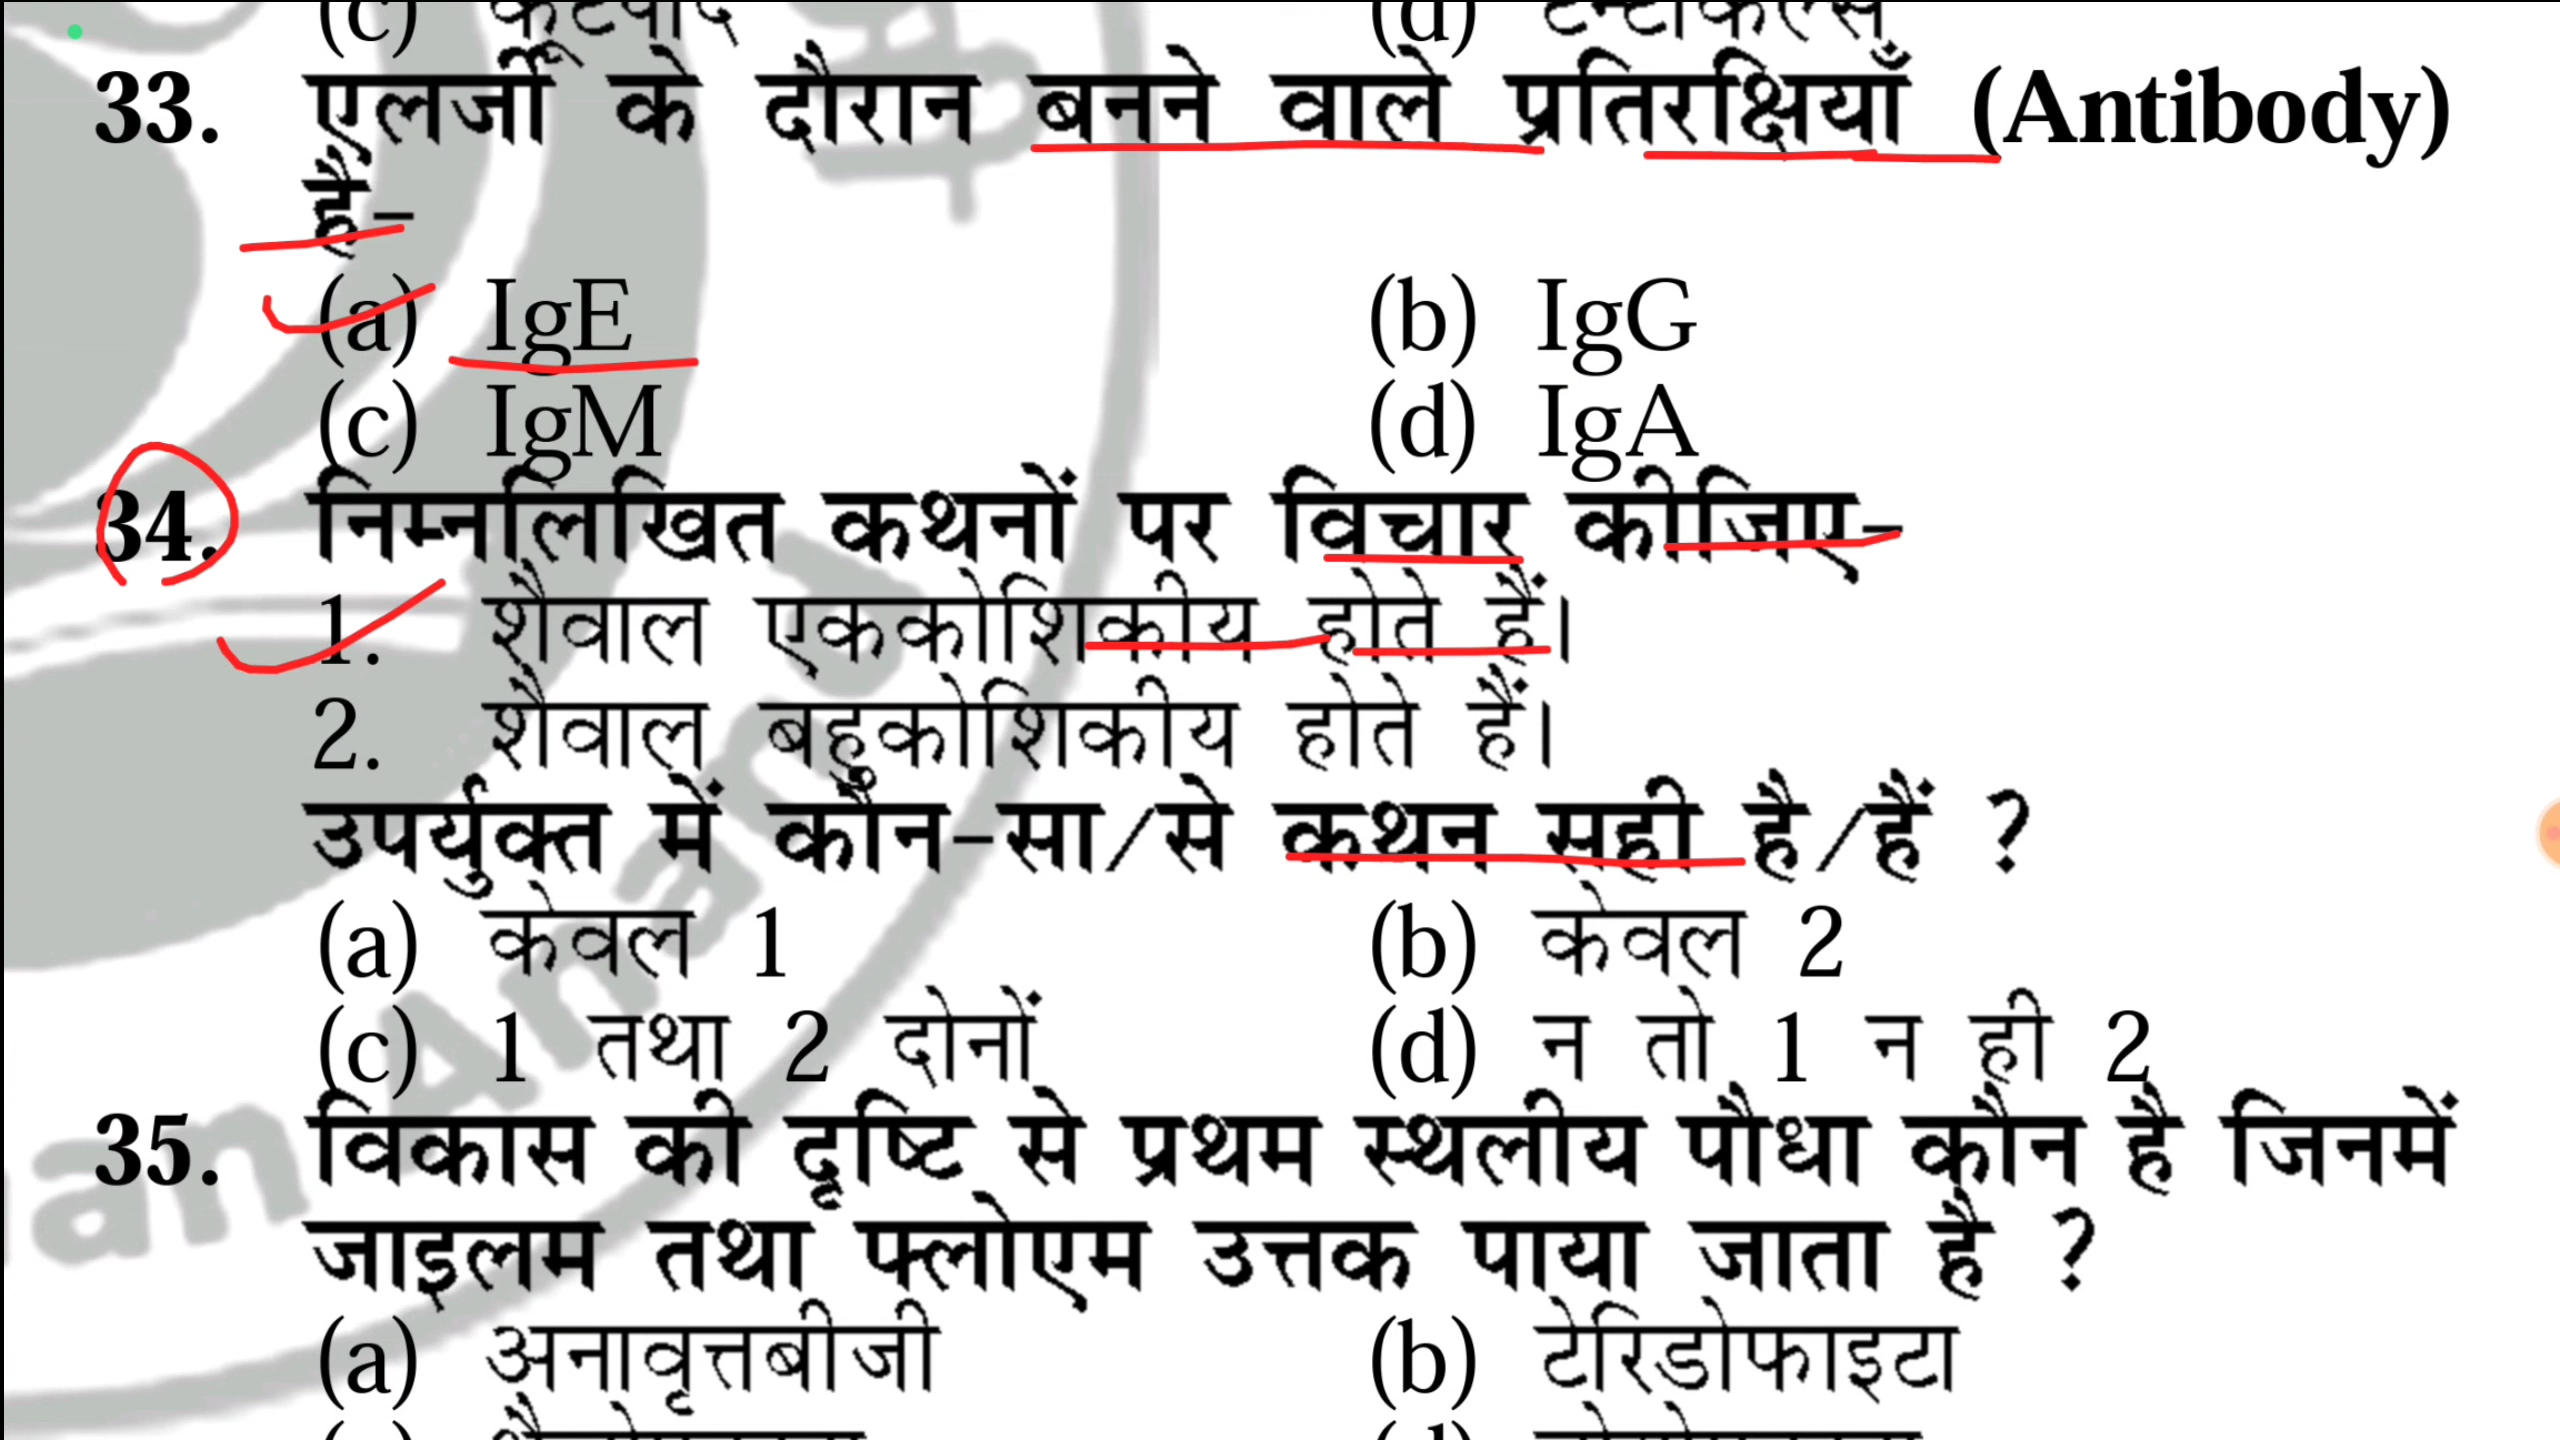 (c) कंटपाद (d) टेन्टाकिल्स
33. एलर्जी के दौरान बनने वाले प्रतिरक्षियाँ (Antibody)
है–
(a) IgE (b) IgG
(c) IgM (d) IgA
34. निम्नलिखित कथनों पर विचार कीजिए–
1. शैवाल एककोशिकीय होते हैं।
2. शैवाल बहुकोशिकीय होते हैं।
उपर्युक्त में कौन-सा/से कथन सही है/हैं ?
(a) केवल 1 (b) केवल 2
(c) 1 तथा 2 दोनों (d) न तो 1 न ही 2
35. विकास की दृष्टि से प्रथम स्थलीय पौधा कौन है जिनमें
जाइलम तथा फ्लोएम उत्तक पाया जाता है ?
(a) अनावृत्तबीजी (b) टेरिडोफाइटा